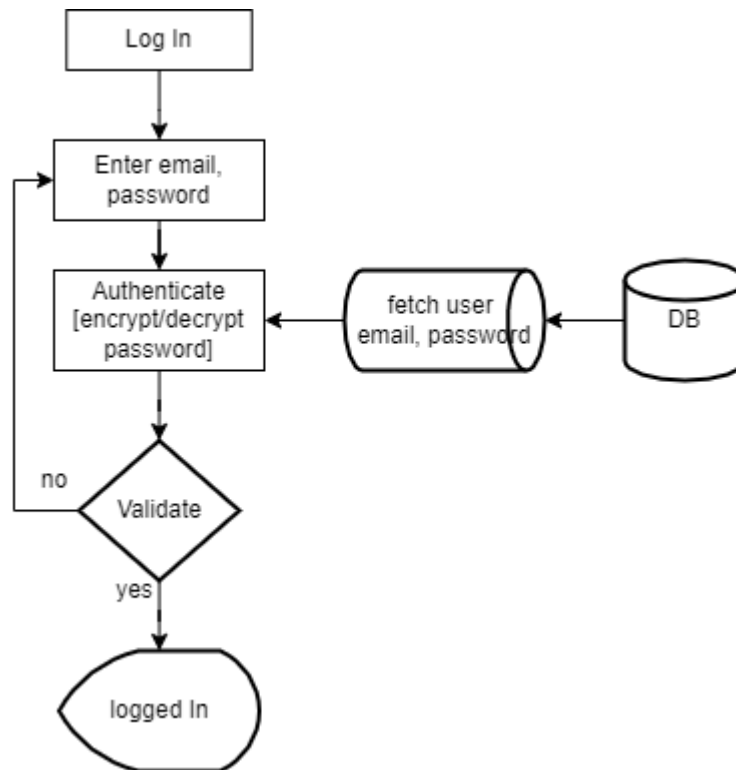 Log In
Enter email,
password
Authenticate
[encrypt/decrypt
password]
fetch user
email, password
DB
no
Validate
yes
logged In